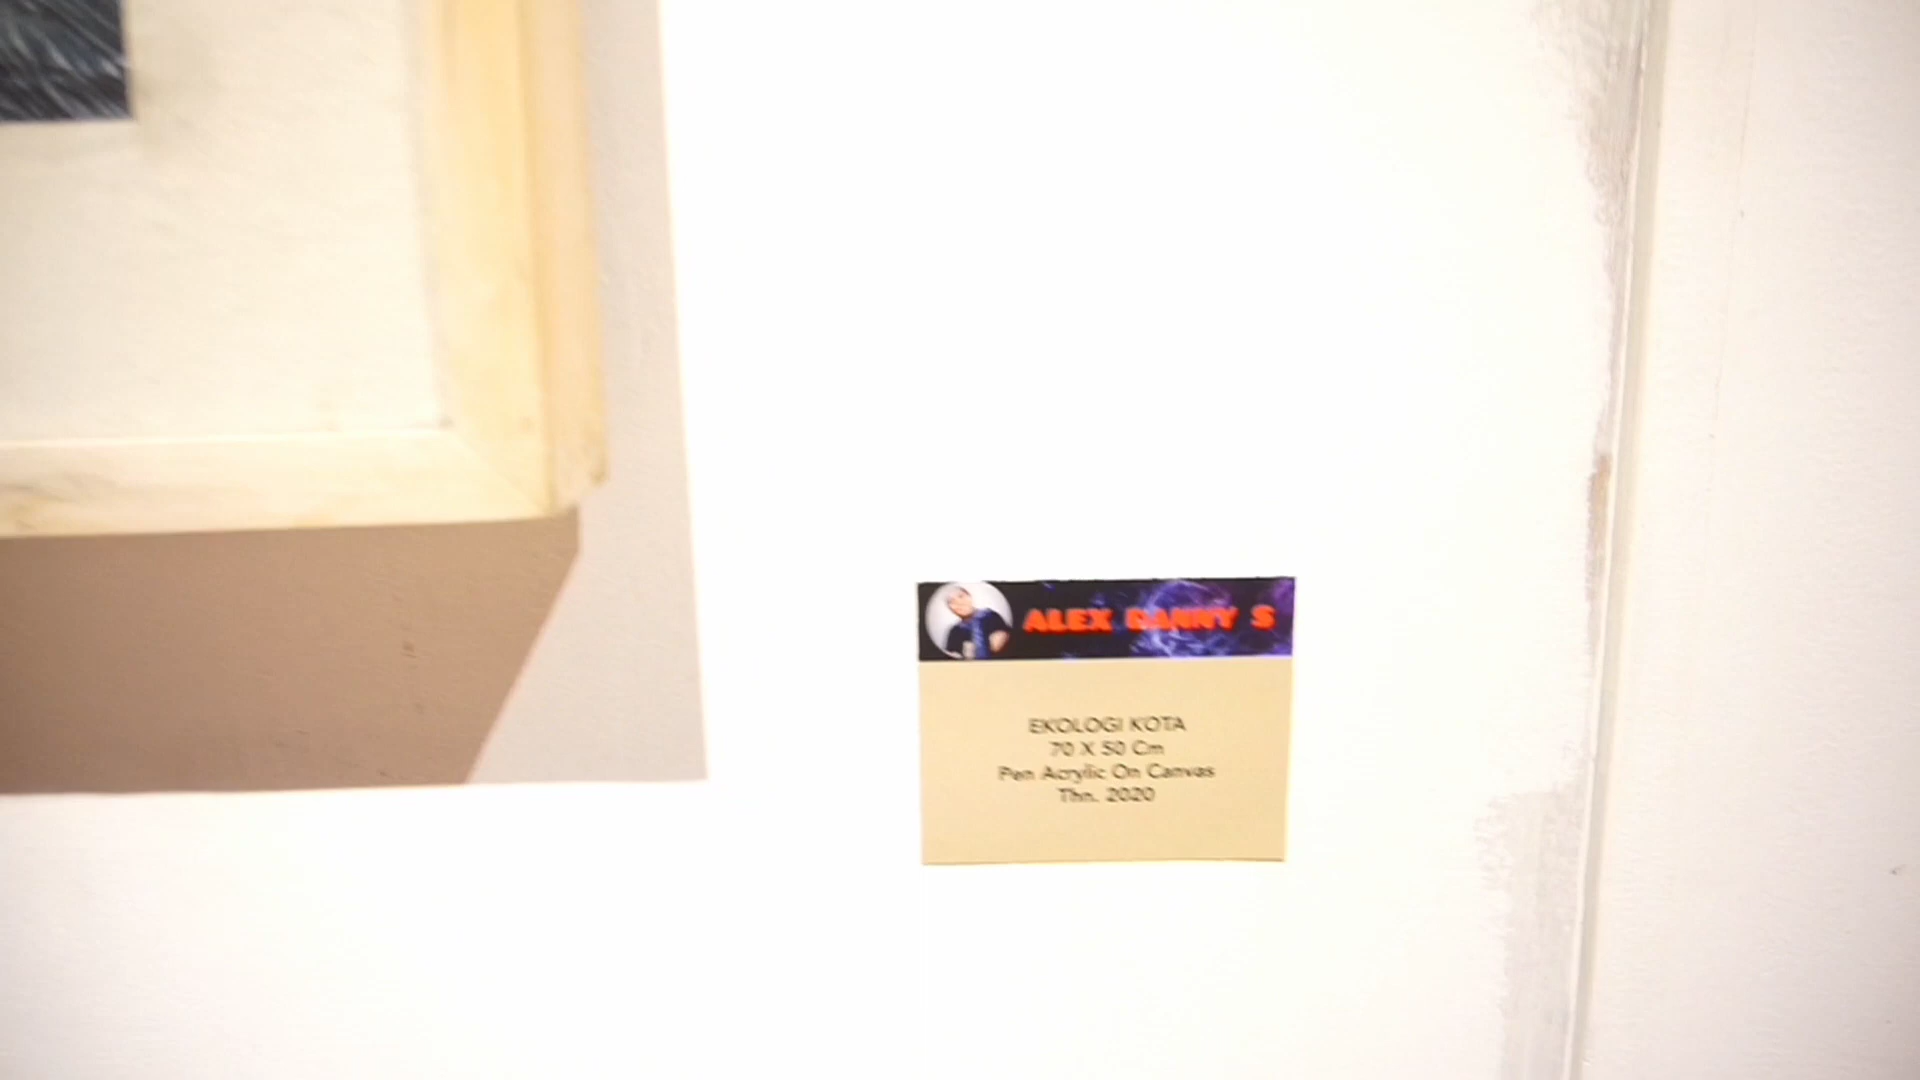 ALEX DANNY S
EKOLOGI KOTA
70 X 50 Cm
Pen Acrylic On Canvas
Thn. 2020